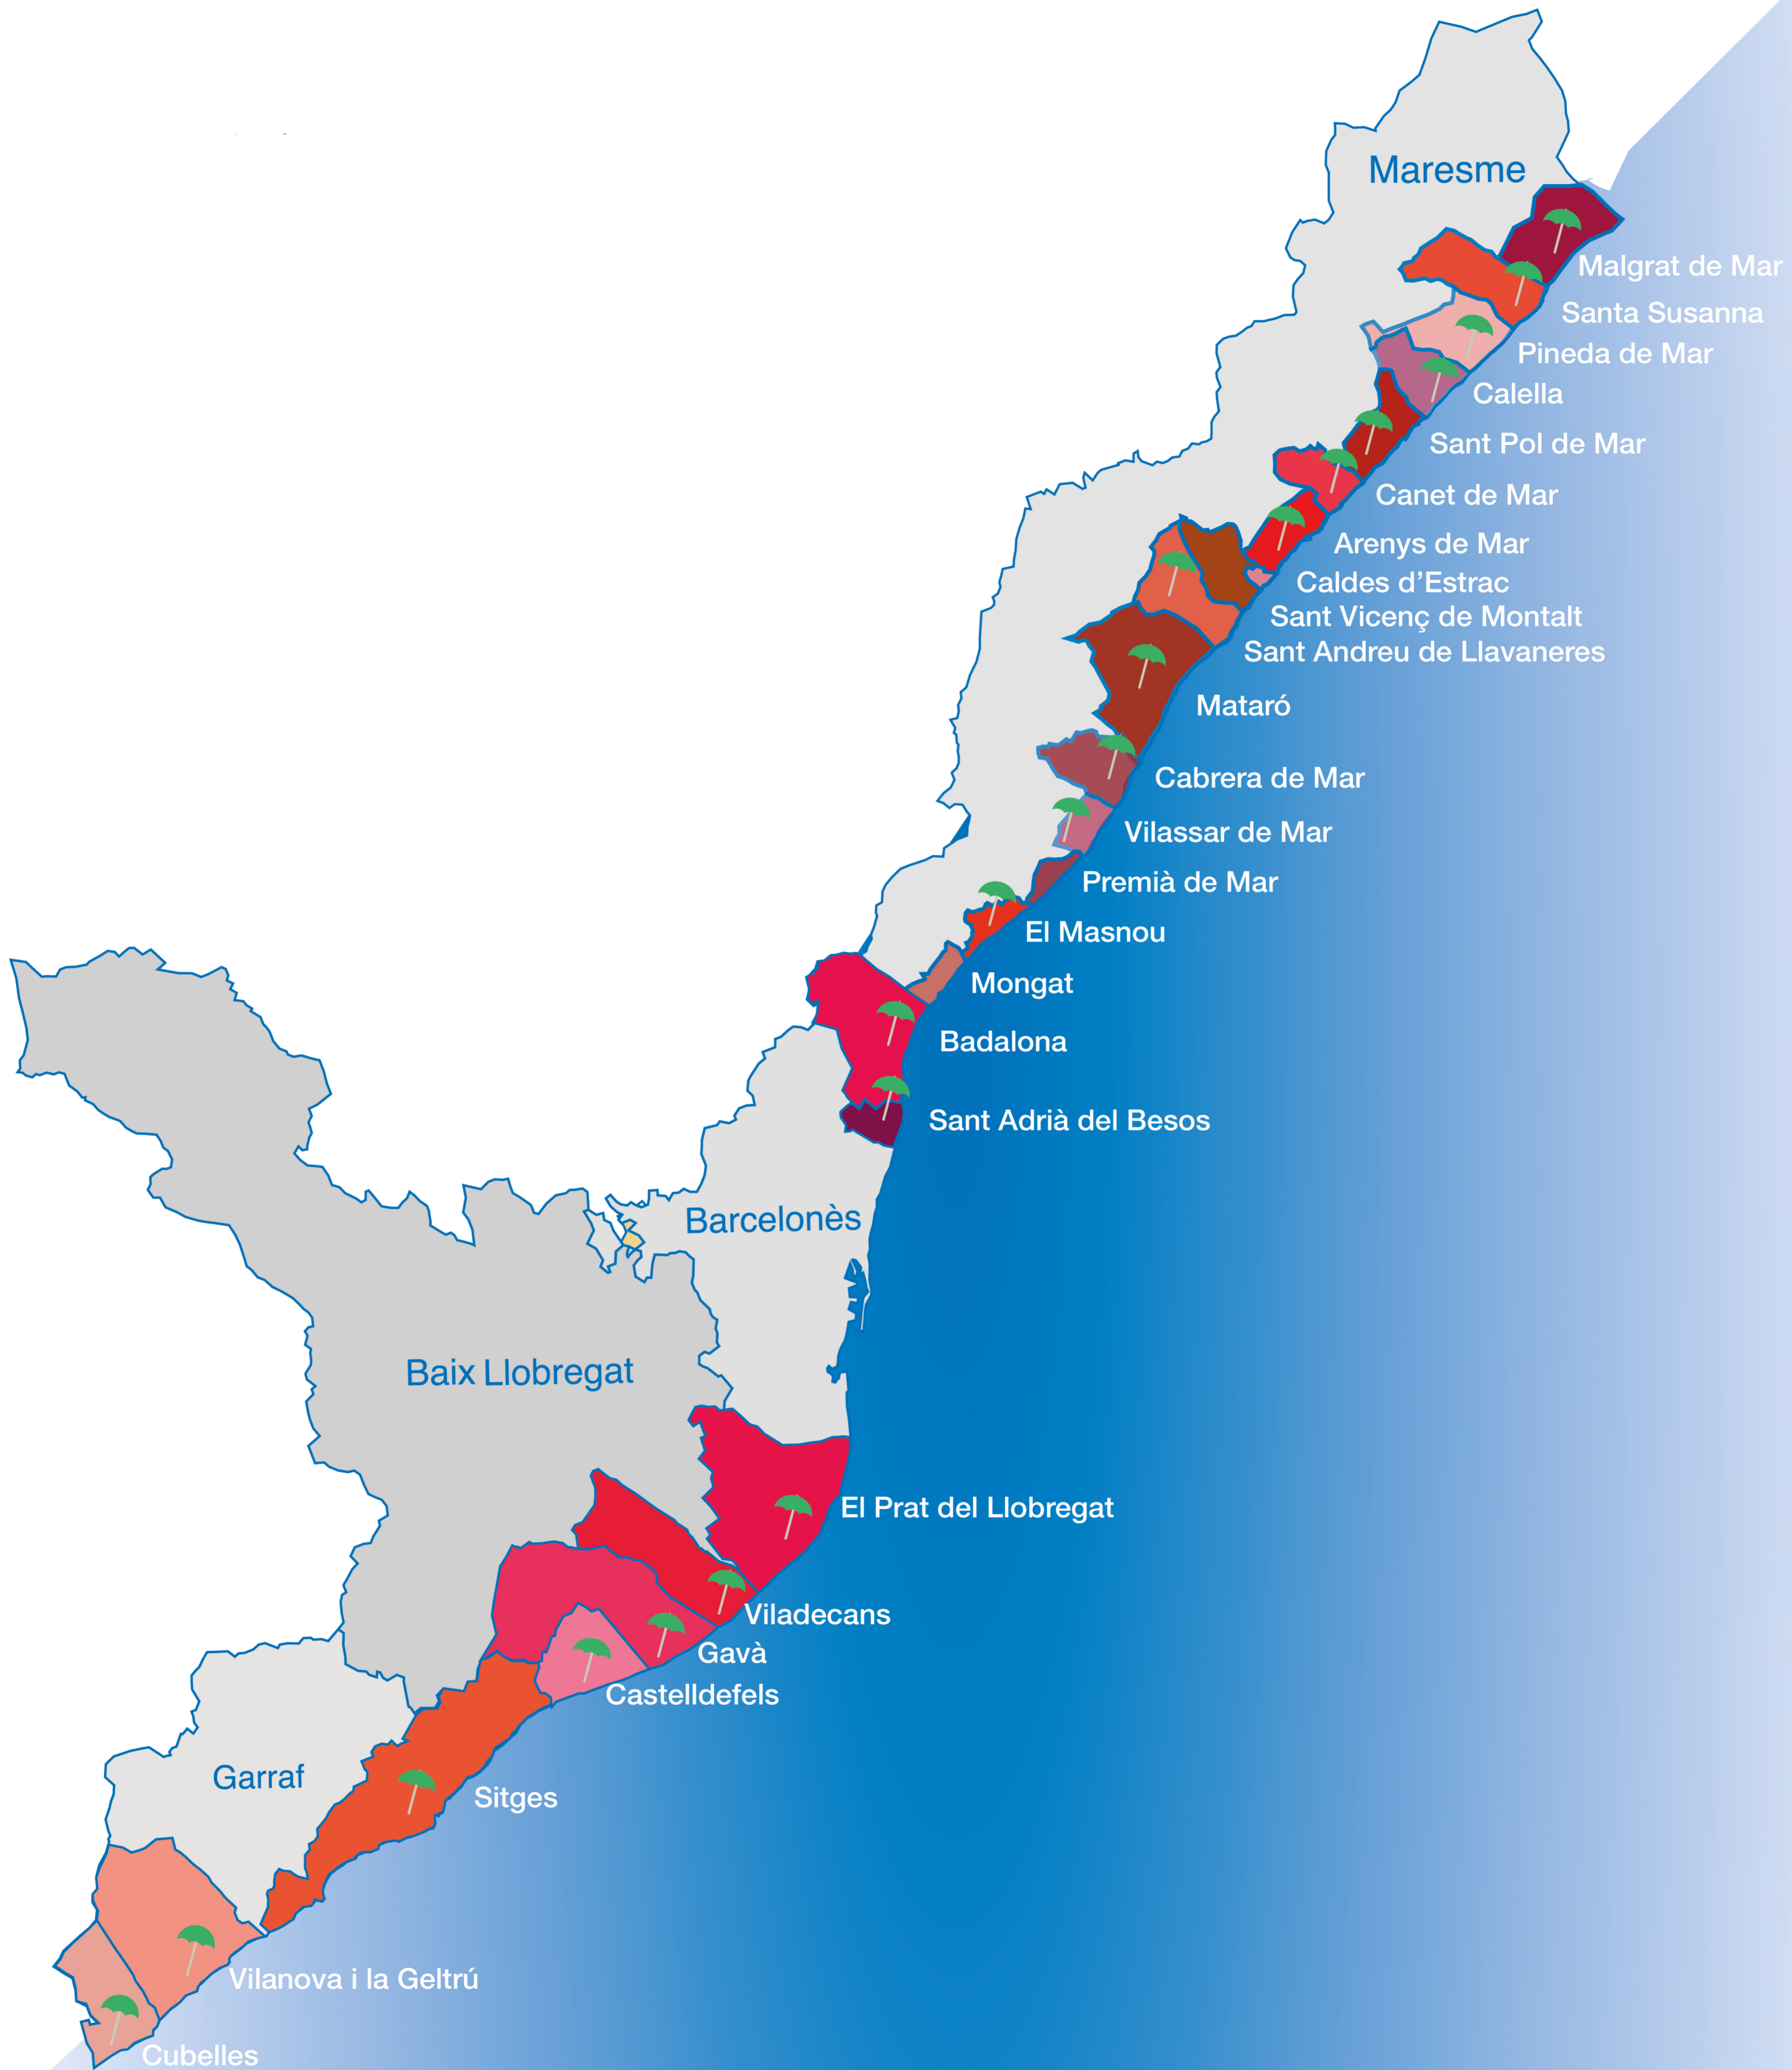 Maresme
Malgrat de Mar
Santa Susanna
Pineda de Mar
Calella
Sant Pol de Mar
Canet de Mar
Arenys de Mar
Caldes d’Estrac
Sant Vicenç de Montalt
Sant Andreu de Llavaneres
Mataró
Cabrera de Mar
Vilassar de Mar
Premià de Mar
El Masnou
Mongat
Badalona
Sant Adrià del Besos
Barcelonès
Baix Llobregat
El Prat del Llobregat
Viladecans
Gavà
Castelldefels
Garraf
Sitges
Vilanova i la Geltrú
Cubelles